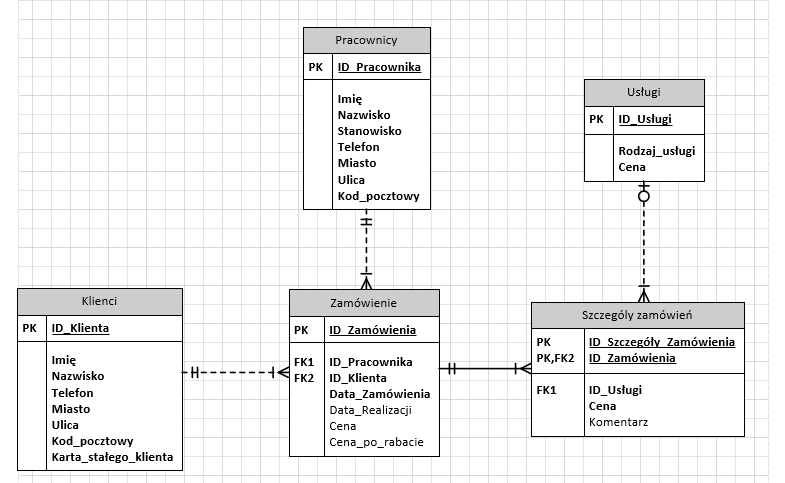 Pracownicy
PK ID_Pracownika
Imię
Nazwisko
Stanowisko
Telefon
Miasto
Ulica
Kod_pocztowy
Usługi
PK ID_Usługi
Rodzaj_usługi
Cena
Klienci
PK ID_Klienta
Imię
Nazwisko
Telefon
Miasto
Ulica
Kod_pocztowy
Karta_stałego_klienta
Zamówienie
PK ID_Zamówienia
FK1 ID_Pracownika
FK2 ID_Klienta
Data_Zamówienia
Data_Realizacji
Cena
Cena_po_rabacie
Szczegóły zamówień
PK ID_Szczegóły_Zamówienia
PK,FK2 ID_Zamówienia
FK1 ID_Usługi
Cena
Komentarz